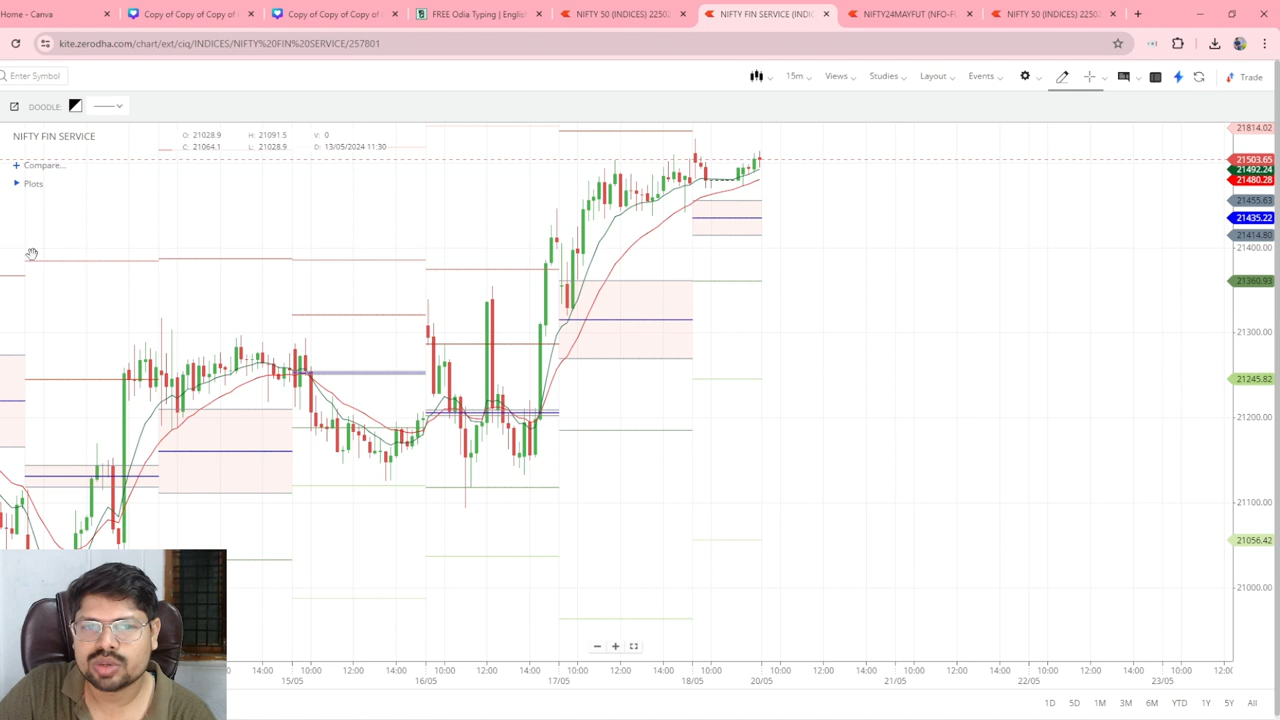 Home - Canva
Copy of Copy of Copy of
Copy of Copy of Copy of C
FREE Odia Typing | English
NIFTY 50 (INDICES) 22502
NIFTY FIN SERVICE (INDIC
NIFTY24MAYFUT (NFO-FU
NIFTY 50 (INDICES) 22502
kite.zerodha.com/chart/ext/ciq/INDICES/NIFTY%20FIN%20SERVICE/257801
Enter Symbol
15m
Views
Studies
Layout
Events
Trade
DOODLE:
NIFTY FIN SERVICE
O: 21028.9 H: 21091.5 V: 0
C: 21064.1 L: 21028.9 D: 13/05/2024 11:30
+ Compare...
Plots
21814.02
21503.65
21492.24
21480.28
21455.63
21435.22
21414.80
21400.00
21360.93
21300.00
21245.82
21200.00
21100.00
21056.42
21000.00
14:00 10:00 12:00 14:00 10:00 12:00 14:00 10:00 12:00 14:00 10:00 10:00 12:00 14:00 10:00 12:00 14:00 10:00 12:00 14:00 10:00 12:0
15/05 16/05 17/05 18/05 20/05 21/05 22/05 23/05
1D 5D 1M 3M 6M YTD 1Y 5Y All